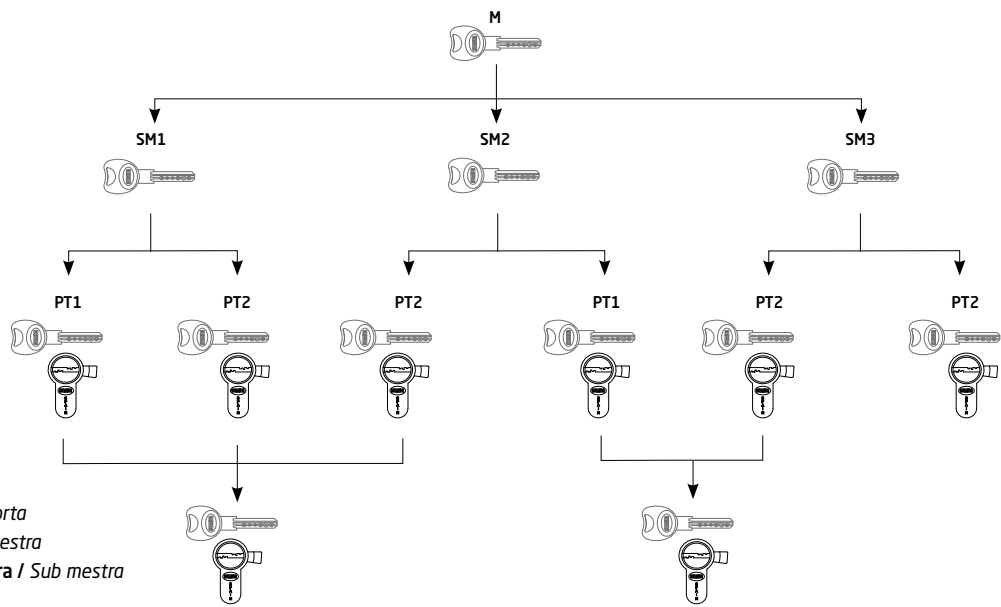 M
SM1 SM2 SM3
PT1 PT2 PT2 PT1 PT2 PT2
orta
estra
ra / Sub mestra